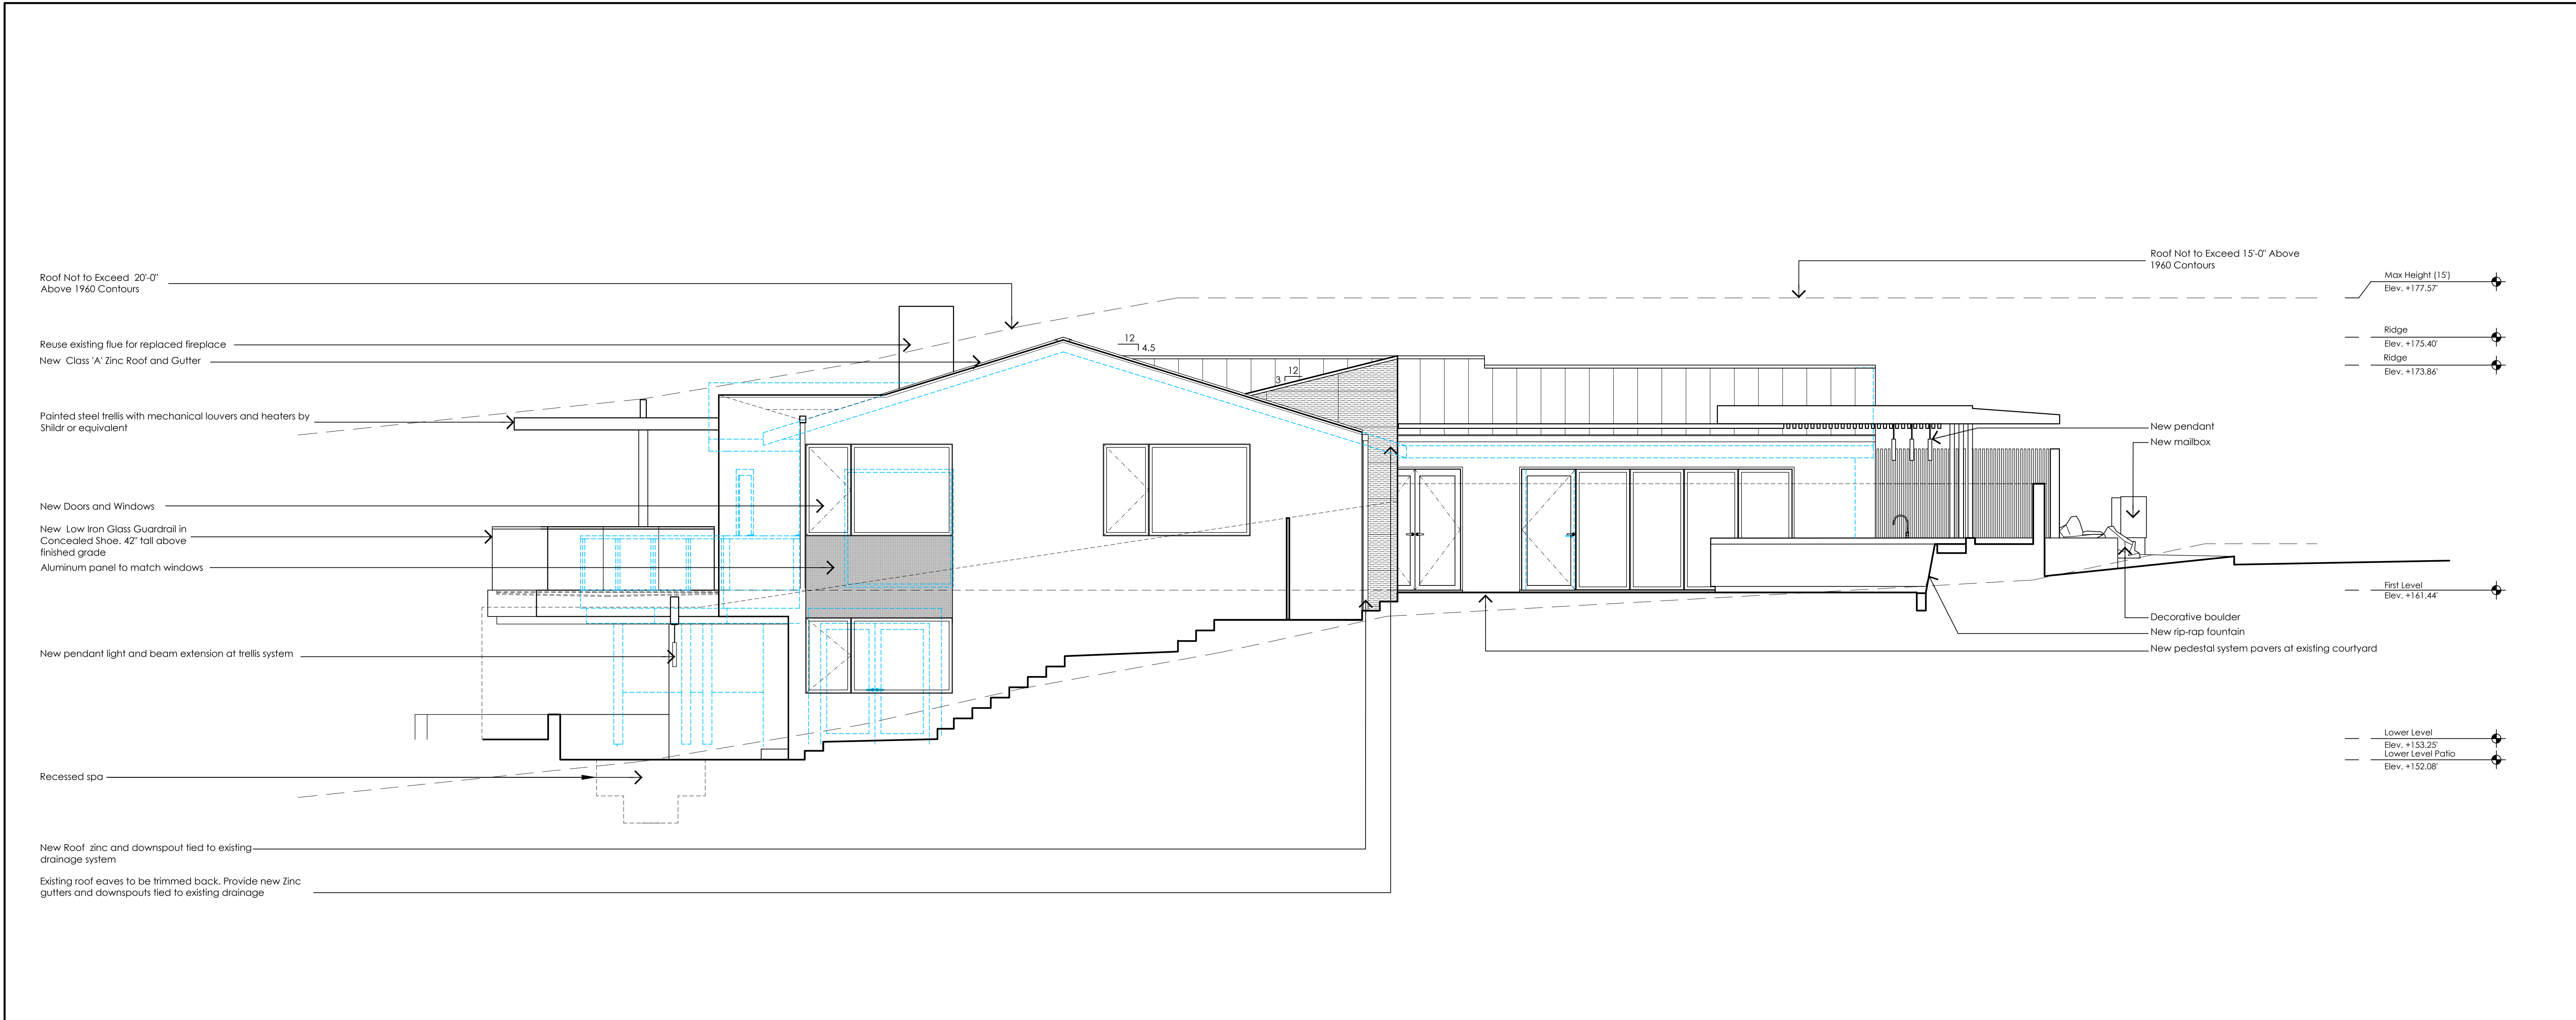 Roof Not to Exceed  20'-0"
Above 1960 Contours
Reuse existing flue for replaced fireplace
New  Class 'A' Zinc Roof and Gutter
Painted steel trellis with mechanical louvers and heaters by
Shildr or equivalent
New Doors and Windows
New  Low Iron Glass Guardrail in
Concealed Shoe. 42" tall above
finished grade
Aluminum panel to match windows
New pendant light and beam extension at trellis system
Recessed spa
New Roof  zinc and downspout tied to existing
drainage system
Existing roof eaves to be trimmed back. Provide new Zinc
gutters and downspouts tied to existing drainage
12
4.5
12
3
Roof Not to Exceed 15'-0" Above
1960 Contours
New pendant
New mailbox
Decorative boulder
New rip-rap fountain
New pedestal system pavers at existing courtyard
Max Height (15')
Elev. +177.57'
Ridge
Elev. +175.40'
Ridge
Elev. +173.86'
First Level
Elev. +161.44'
Lower Level
Elev. +153.25'
Lower Level Patio
Elev. +152.08'